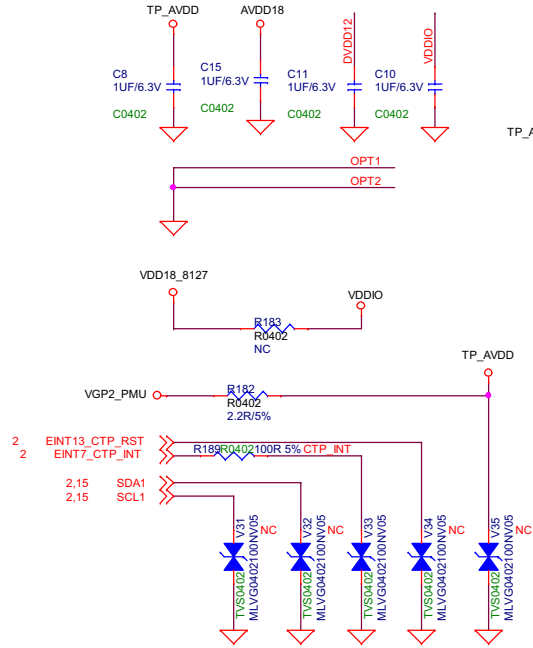 TP_AVDD
AVDD18
DVDD12
VDDIO
C8
1UF/6.3V
C0402
C15
1UF/6.3V
C0402
C11
1UF/6.3V
C0402
C10
1UF/6.3V
C0402
OPT1
OPT2
VDD18_8127
VDDIO
R183
R0402
NC
TP_AVDD
VGP2_PMU
R182
R0402
2.2R/5%
2 EINT13_CTP_RST
2 EINT7_CTP_INT
R189 R0402 100R 5% CTP_INT
2,15 SDA1
2,15 SCL1
V31
NC
TVS0402
MLVG0402100NV05
V32
NC
TVS0402
MLVG0402100NV05
V33
NC
TVS0402
MLVG0402100NV05
V34
NC
TVS0402
MLVG0402100NV05
V35
NC
TVS0402
MLVG0402100NV05